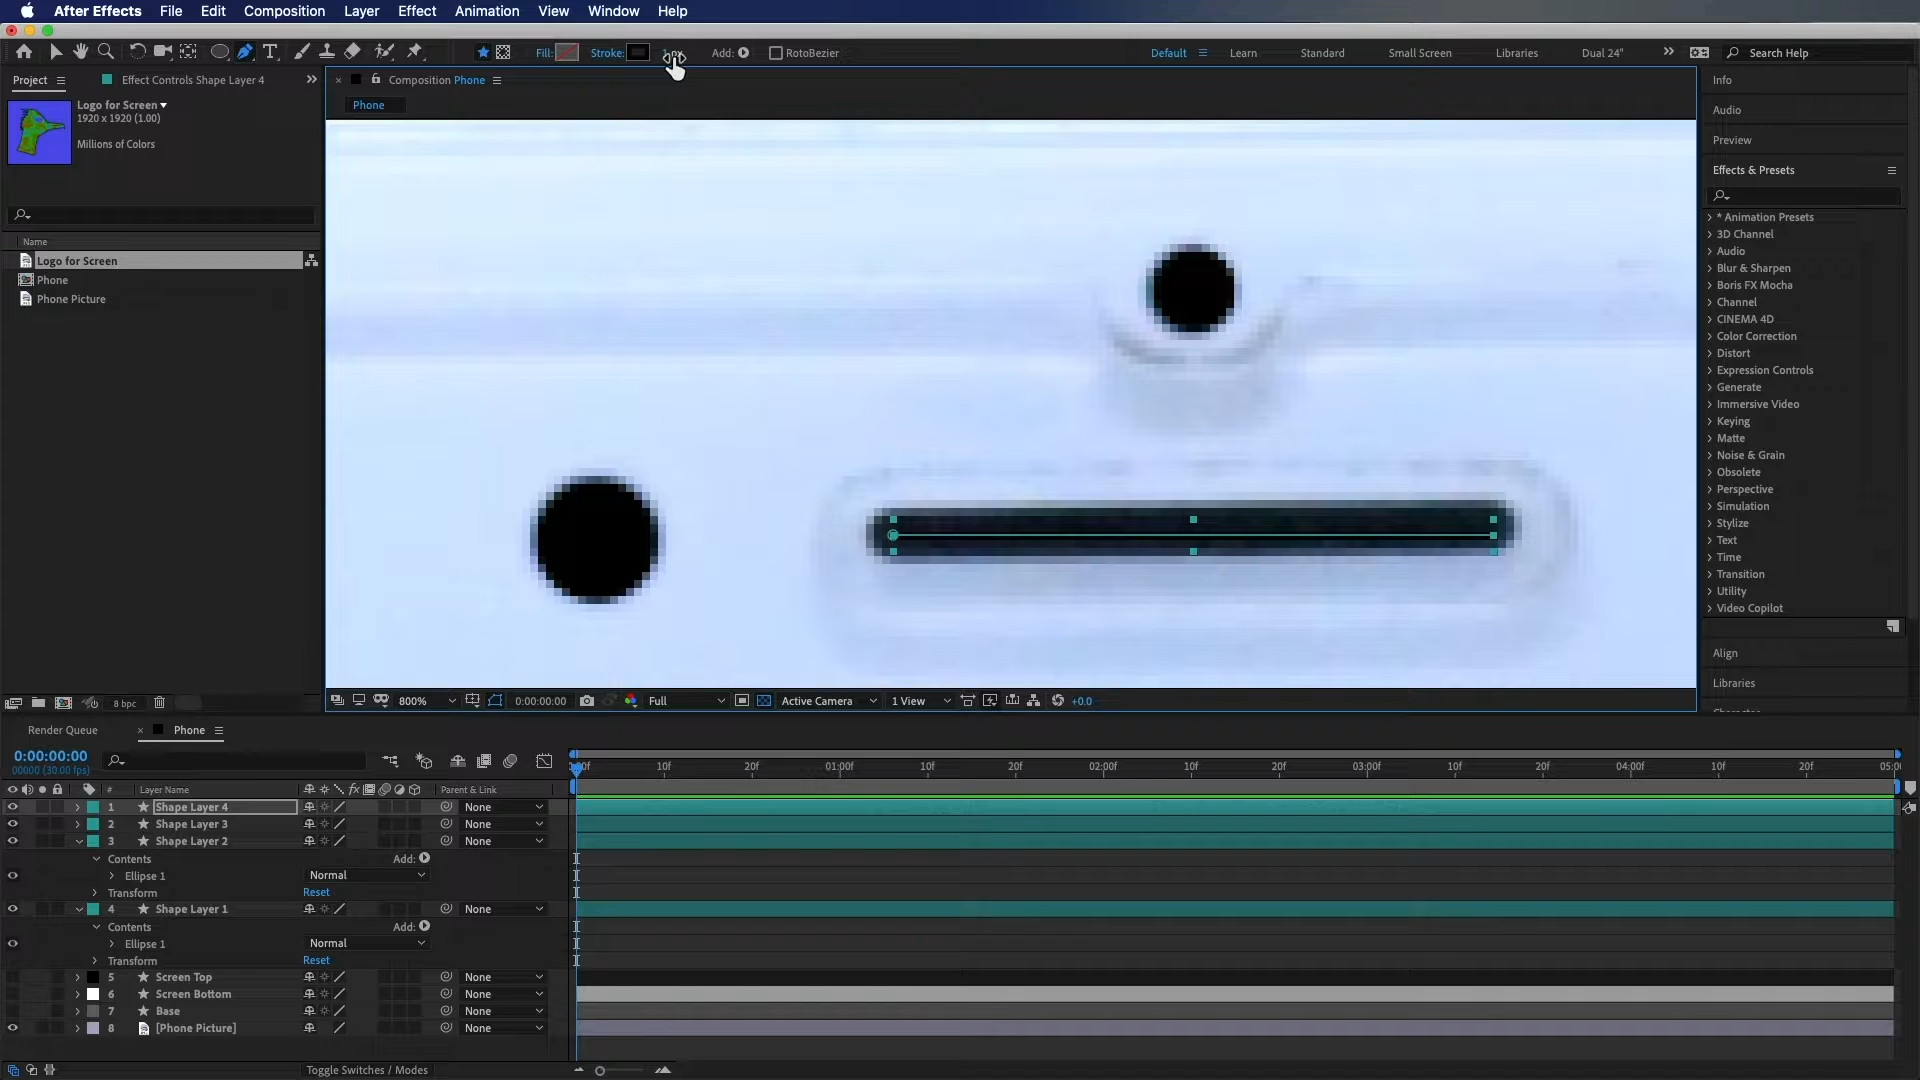 After Effects File Edit Composition Layer Effect Animation View Window Help
Fill: Stroke: Add: RotoBezier Default Learn Standard Small Screen Libraries Dual 24" Search Help
Project Effect Controls Shape Layer 4
Logo for Screen
1920 x 1920 (1.00)
Millions of Colors
Name
Logo for Screen
Phone
Phone Picture
8 bpc
Composition Phone
Phone
800% 0:00:00:00 Full Active Camera 1 View +0.0
Info
Audio
Preview
Effects & Presets
* Animation Presets
3D Channel
Audio
Blur & Sharpen
Boris FX Mocha
Channel
CINEMA 4D
Color Correction
Distort
Expression Controls
Generate
Immersive Video
Keying
Matte
Noise & Grain
Obsolete
Perspective
Simulation
Stylize
Text
Time
Transition
Utility
Video Copilot
Align
Libraries
Render Queue Phone
0:00:00:00
00000 (30.00 fps)
10f 20f 01:00f 10f 20f 02:00f 10f 20f 03:00f 10f 20f 04:00f 10f 20f
# Layer Name fx Parent & Link
1 Shape Layer 4 None
2 Shape Layer 3 None
3 Shape Layer 2 None
Contents Add:
Ellipse 1 Normal
Transform Reset
4 Shape Layer 1 None
Contents Add:
Ellipse 1 Normal
Transform Reset
5 Screen Top None
6 Screen Bottom None
7 Base None
8 [Phone Picture] None
Toggle Switches / Modes